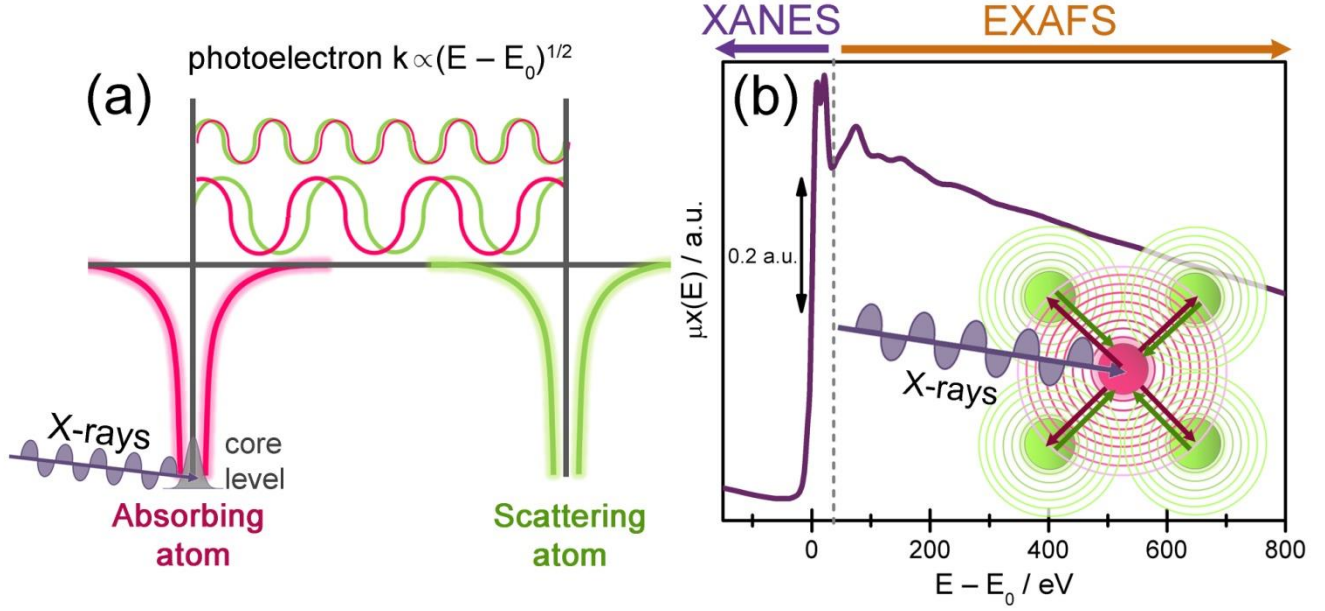 photoelectron k ∝ (E – E₀)^1/2
(a)
X-rays
core
level
Absorbing
atom
Scattering
atom
XANES
EXAFS
(b)
0.2 a.u.
X-rays
μx(E) / a.u.
0
200
400
600
800
E – E₀ / eV